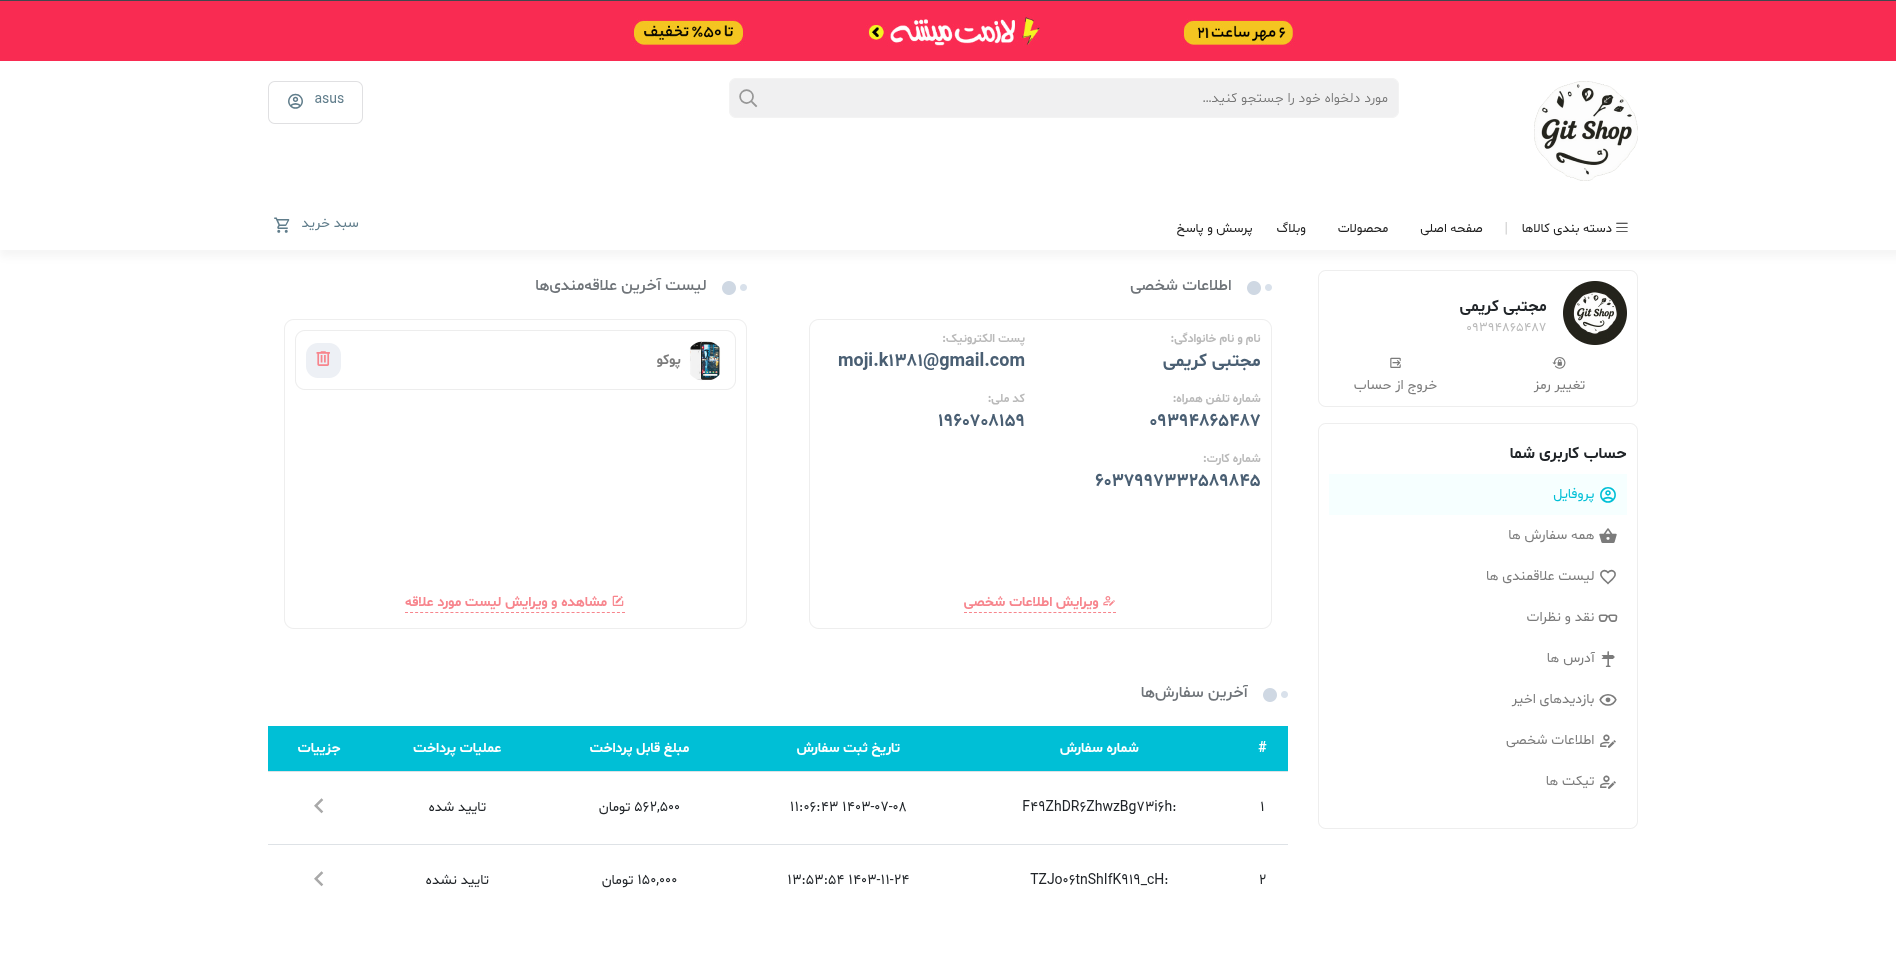 ۶ مهر ساعت ۲۱
لازمت میشه
تا ۵۰% تخفیف
Git Shop
مورد دلخواه خود را جستجو کنید...
asus
دسته بندی کالاها | صفحه اصلی محصولات وبلاگ پرسش و پاسخ
سبد خرید
Git Shop
مجتبی کریمی
۰۹۳۹۴۸۶۵۴۸۷
تغییر رمز
خروج از حساب
حساب کاربری شما
پروفایل
همه سفارش ها
لیست علاقمندی ها
نقد و نظرات
آدرس ها
بازدیدهای اخیر
اطلاعات شخصی
تیکت ها
اطلاعات شخصی
نام و نام خانوادگی:
مجتبی کریمی
پست الکترونیک:
moji.k۱۳۸۱@gmail.com
شماره تلفن همراه:
۰۹۳۹۴۸۶۵۴۸۷
کد ملی:
۱۹۶۰۷۰۸۱۵۹
شماره کارت:
۶۰۳۷۹۹۷۳۳۲۵۸۹۸۴۵
ویرایش اطلاعات شخصی
لیست آخرین علاقه‌مندی‌ها
پوکو
مشاهده و ویرایش لیست مورد علاقه
آخرین سفارش‌ها
# شماره سفارش تاریخ ثبت سفارش مبلغ قابل پرداخت عملیات پرداخت جزییات
۱ F۴۹ZhDR۶ZhwzBg۷۳i۶h: ۱۱:۰۶:۴۳ ۱۴۰۳-۰۷-۰۸ ۵۶۲,۵۰۰ تومان تایید شده
۲ TZJo۰۶tnShIfK۹۱۹_cH: ۱۳:۵۳:۵۴ ۱۴۰۳-۱۱-۲۴ ۱۵۰,۰۰۰ تومان تایید نشده